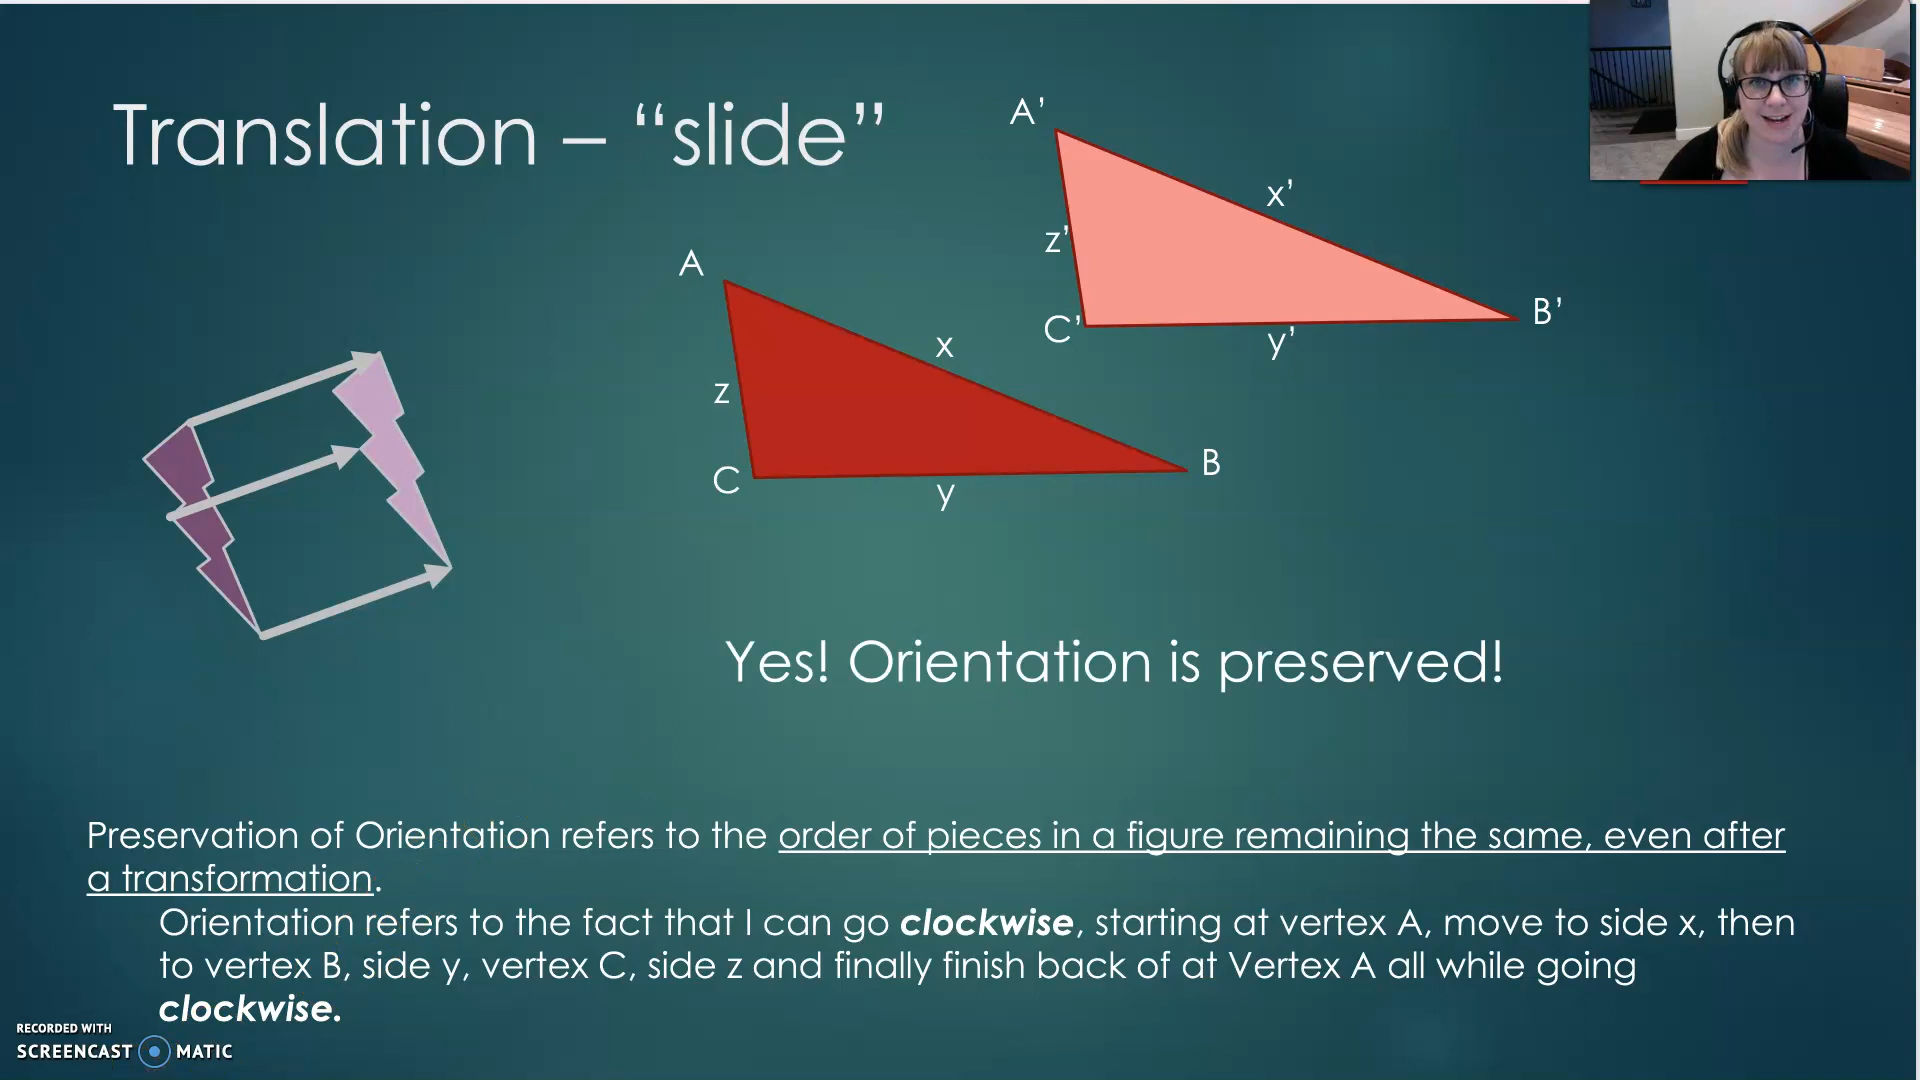 Translation – “slide”
A’
x’
z’
C’
B’
y’
A
x
z
C
B
y
Yes! Orientation is preserved!
Preservation of Orientation refers to the order of pieces in a figure remaining the same, even after
a transformation.
Orientation refers to the fact that I can go clockwise, starting at vertex A, move to side x, then
to vertex B, side y, vertex C, side z and finally finish back of at Vertex A all while going
clockwise.
RECORDED WITH
SCREENCAST MATIC